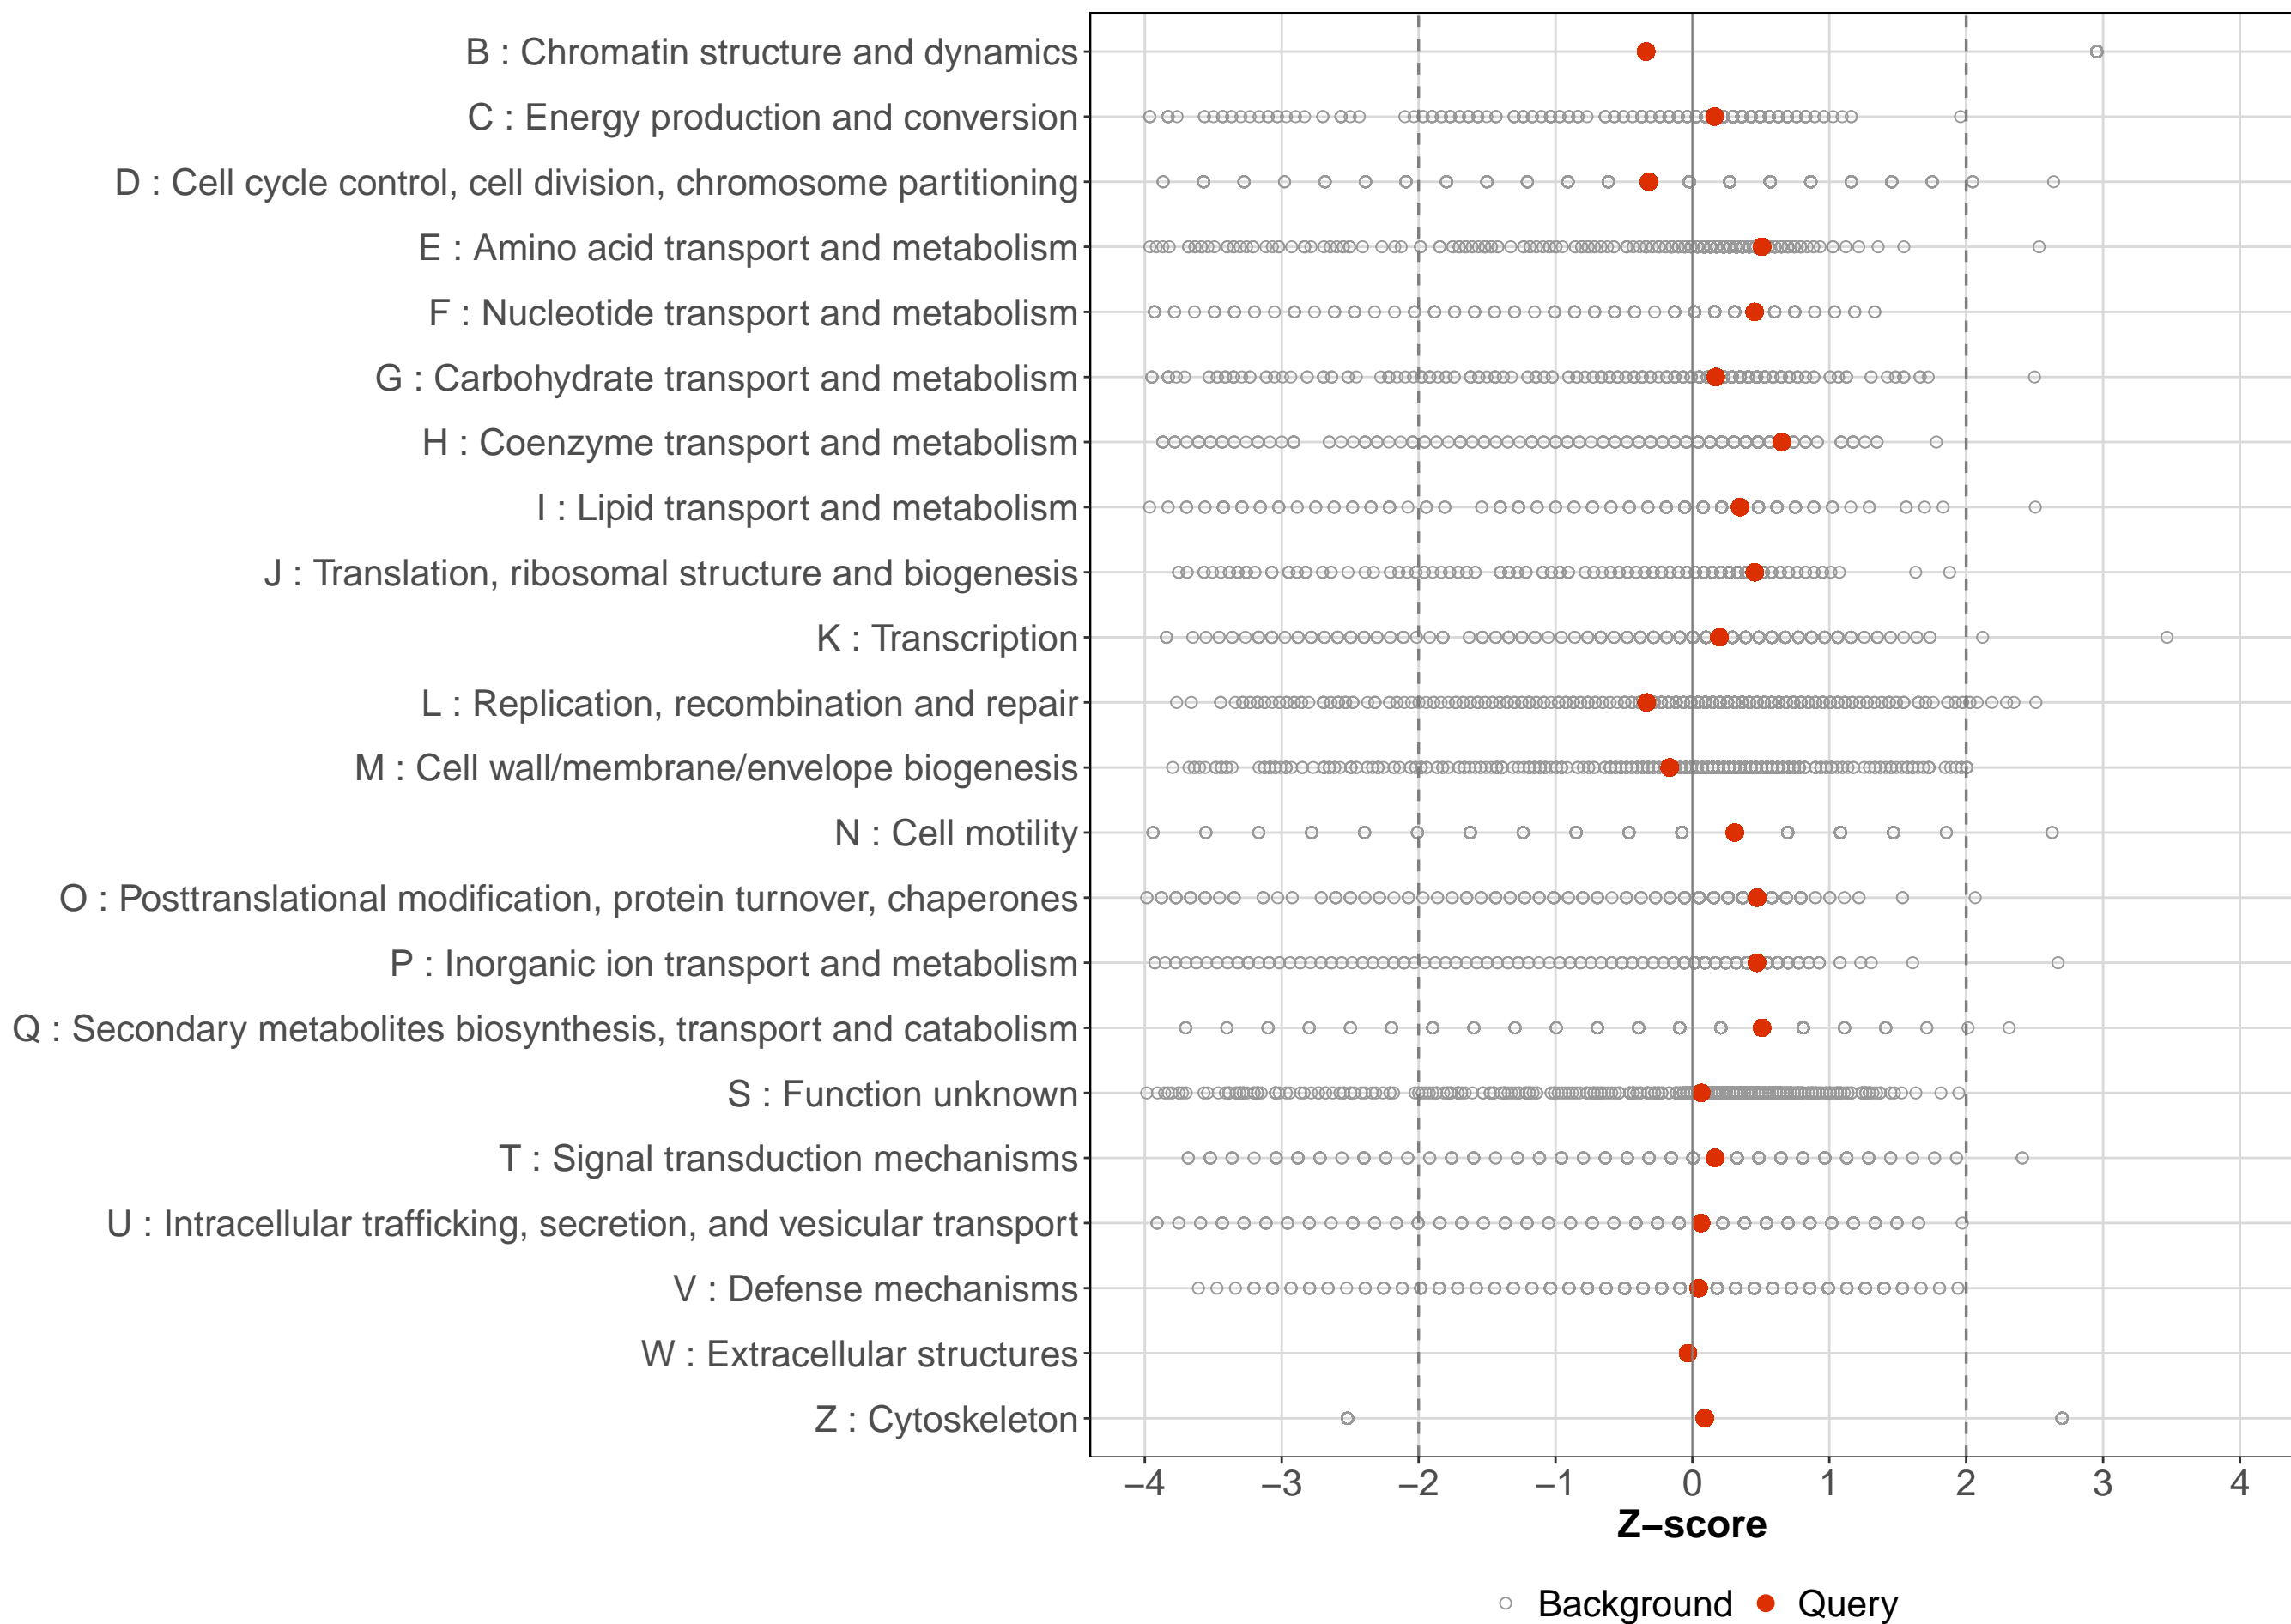 B : Chromatin structure and dynamics
C : Energy production and conversion
D : Cell cycle control, cell division, chromosome partitioning
E : Amino acid transport and metabolism
F : Nucleotide transport and metabolism
G : Carbohydrate transport and metabolism
H : Coenzyme transport and metabolism
I : Lipid transport and metabolism
J : Translation, ribosomal structure and biogenesis
K : Transcription
L : Replication, recombination and repair
M : Cell wall/membrane/envelope biogenesis
N : Cell motility
O : Posttranslational modification, protein turnover, chaperones
P : Inorganic ion transport and metabolism
Q : Secondary metabolites biosynthesis, transport and catabolism
S : Function unknown
T : Signal transduction mechanisms
U : Intracellular trafficking, secretion, and vesicular transport
V : Defense mechanisms
W : Extracellular structures
Z : Cytoskeleton
−4 −3 −2 −1 0 1 2 3 4
Z−score
Background Query